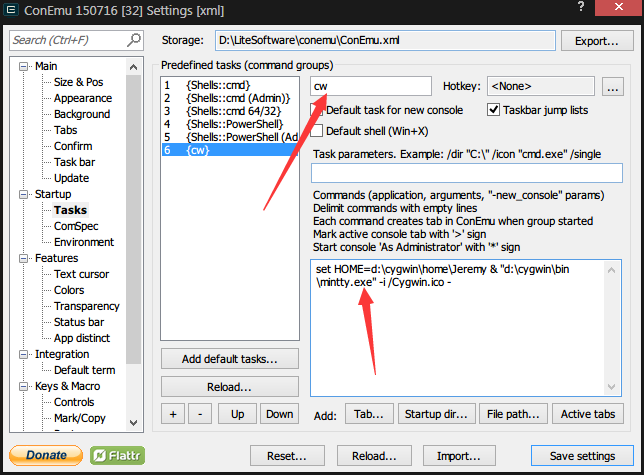 ConEmu 150716 [32] Settings [xml]
?
Search (Ctrl+F)
Storage:
D:\LiteSoftware\conemu\ConEmu.xml
Export...
Main
Size & Pos
Appearance
Background
Tabs
Confirm
Task bar
Update
Startup
Tasks
ComSpec
Environment
Features
Text cursor
Colors
Transparency
Status bar
App distinct
Integration
Default term
Keys & Macro
Controls
Mark/Copy
Predefined tasks (command groups)
1 {Shells::cmd}
2 {Shells::cmd (Admin)}
3 {Shells::cmd 64/32}
4 {Shells::PowerShell}
5 {Shells::PowerShell (Ad
6 {cw}
cw
Hotkey:
<None>
...
Default task for new console
Taskbar jump lists
Default shell (Win+X)
Task parameters. Example: /dir "C:\" /icon "cmd.exe" /single
Commands (application, arguments, "-new_console" params)
Delimit commands with empty lines
Each command creates tab in ConEmu when group started
Mark active console tab with '>' sign
Start console 'As Administrator' with '*' sign
set HOME=d:\cygwin\home\Jeremy & "d:\cygwin\bin
\mintty.exe" -i /Cygwin.ico -
Add default tasks...
Reload...
+
-
Up
Down
Add:
Tab...
Startup dir...
File path...
Active tabs
Donate
Flattr
Reset...
Reload...
Import...
Save settings